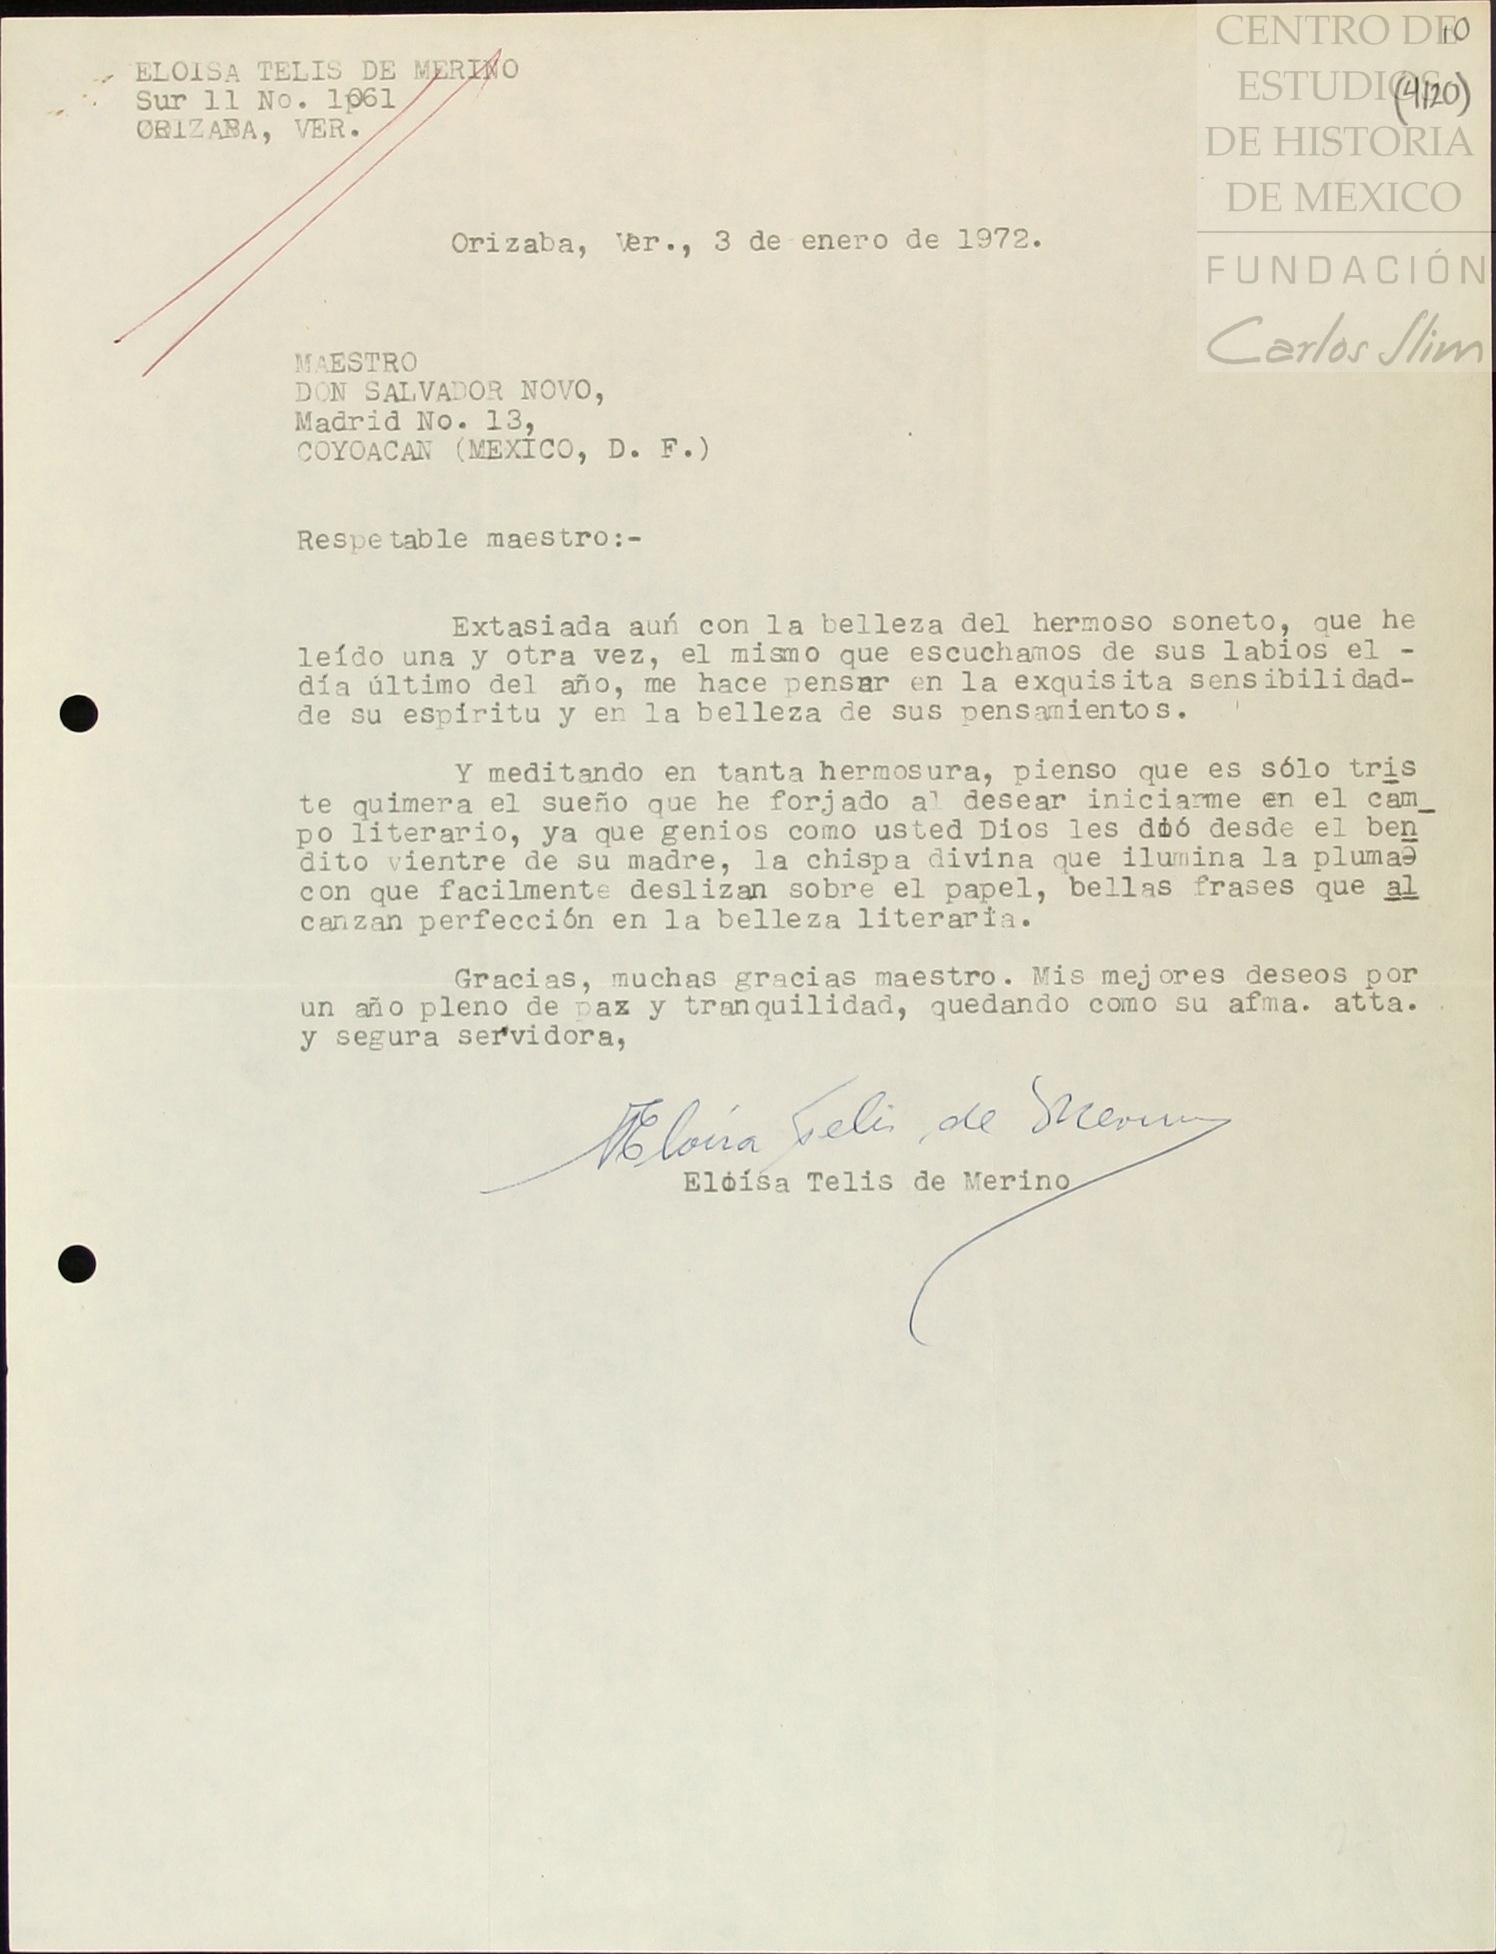 CENTRO DE
ESTUDIOS
DE HISTORIA
DE MEXICO
FUNDACIÓN
Carlos Slim
10
(4/20)
ELOISA TELIS DE MERINO
Sur 11 No. 1061
ORIZABA, VER.
Orizaba, Ver., 3 de enero de 1972.
MAESTRO
DON SALVADOR NOVO,
Madrid No. 13,
COYOACAN (MEXICO, D. F.)
Respetable maestro:-
Extasiada auń con la belleza del hermoso soneto, que he
leído una y otra vez, el mismo que escuchamos de sus labios el -
día último del año, me hace pensar en la exquisita sensibilidad-
de su espíritu y en la belleza de sus pensamientos.
Y meditando en tanta hermosura, pienso que es sólo tris
te quimera el sueño que he forjado al desear iniciarme en el cam_
po literario, ya que genios como usted Dios les dió desde el ben
dito vientre de su madre, la chispa divina que ilumina la pluma
con que facilmente deslizan sobre el papel, bellas frases que al
canzan perfección en la belleza literaria.
Gracias, muchas gracias maestro. Mis mejores deseos por
un año pleno de paz y tranquilidad, quedando como su afma. atta.
y segura servidora,
Eloísa Telis de Merino
Eloísa Telis de Merino